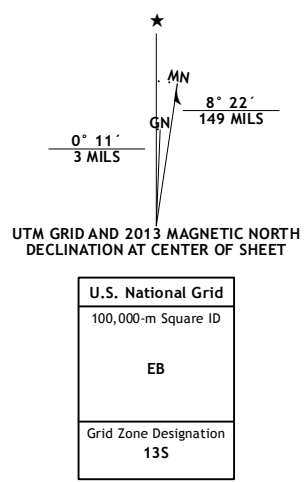 ★
MN
8° 22´
149 MILS
GN
0° 11´
3 MILS
UTM GRID AND 2013 MAGNETIC NORTH
DECLINATION AT CENTER OF SHEET
U.S. National Grid
100,000-m Square ID
EB
Grid Zone Designation
13S